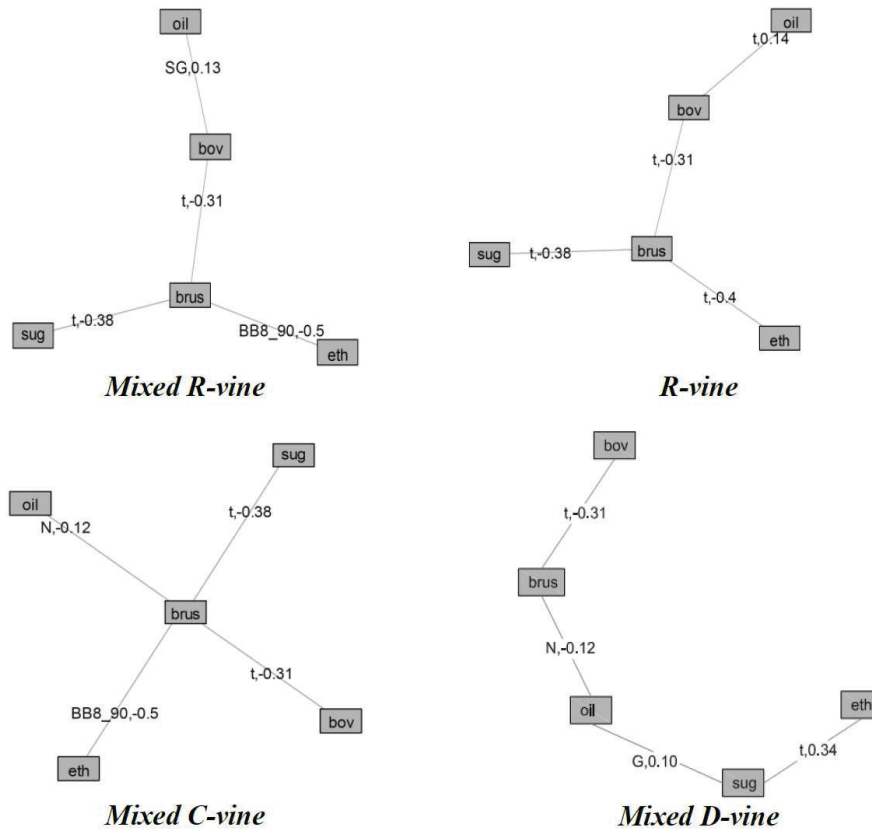 oil
SG,0.13
bov
t,-0.31
brus
t,-0.38
BB8_90,-0.5
sug
eth
Mixed R-vine
oil
t,0.14
bov
t,-0.31
brus
sug
t,-0.38
t,-0.4
eth
R-vine
sug
oil
N,-0.12
t,-0.38
brus
t,-0.31
BB8_90,-0.5
bov
eth
Mixed C-vine
bov
t,-0.31
brus
N,-0.12
oil
eth
t,0.34
G,0.10
sug
Mixed D-vine